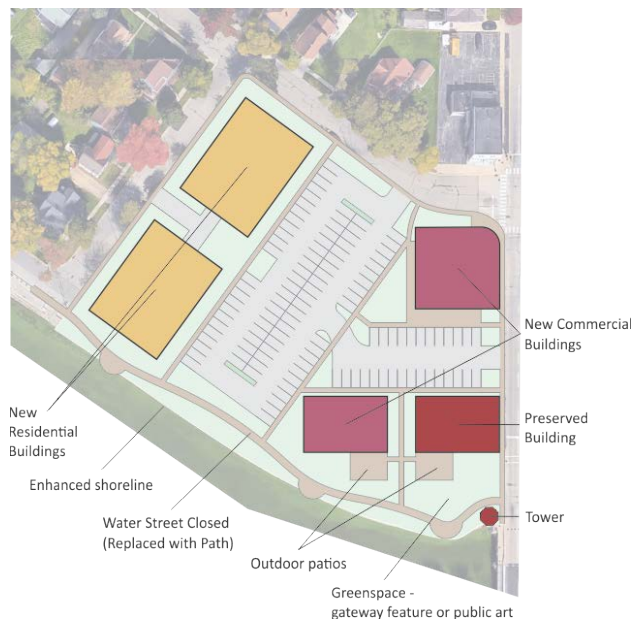 New Commercial
Buildings
Preserved
Building
New
Residential
Buildings
Enhanced shoreline
Water Street Closed
(Replaced with Path)
Tower
Outdoor patios
Greenspace -
gateway feature or public art